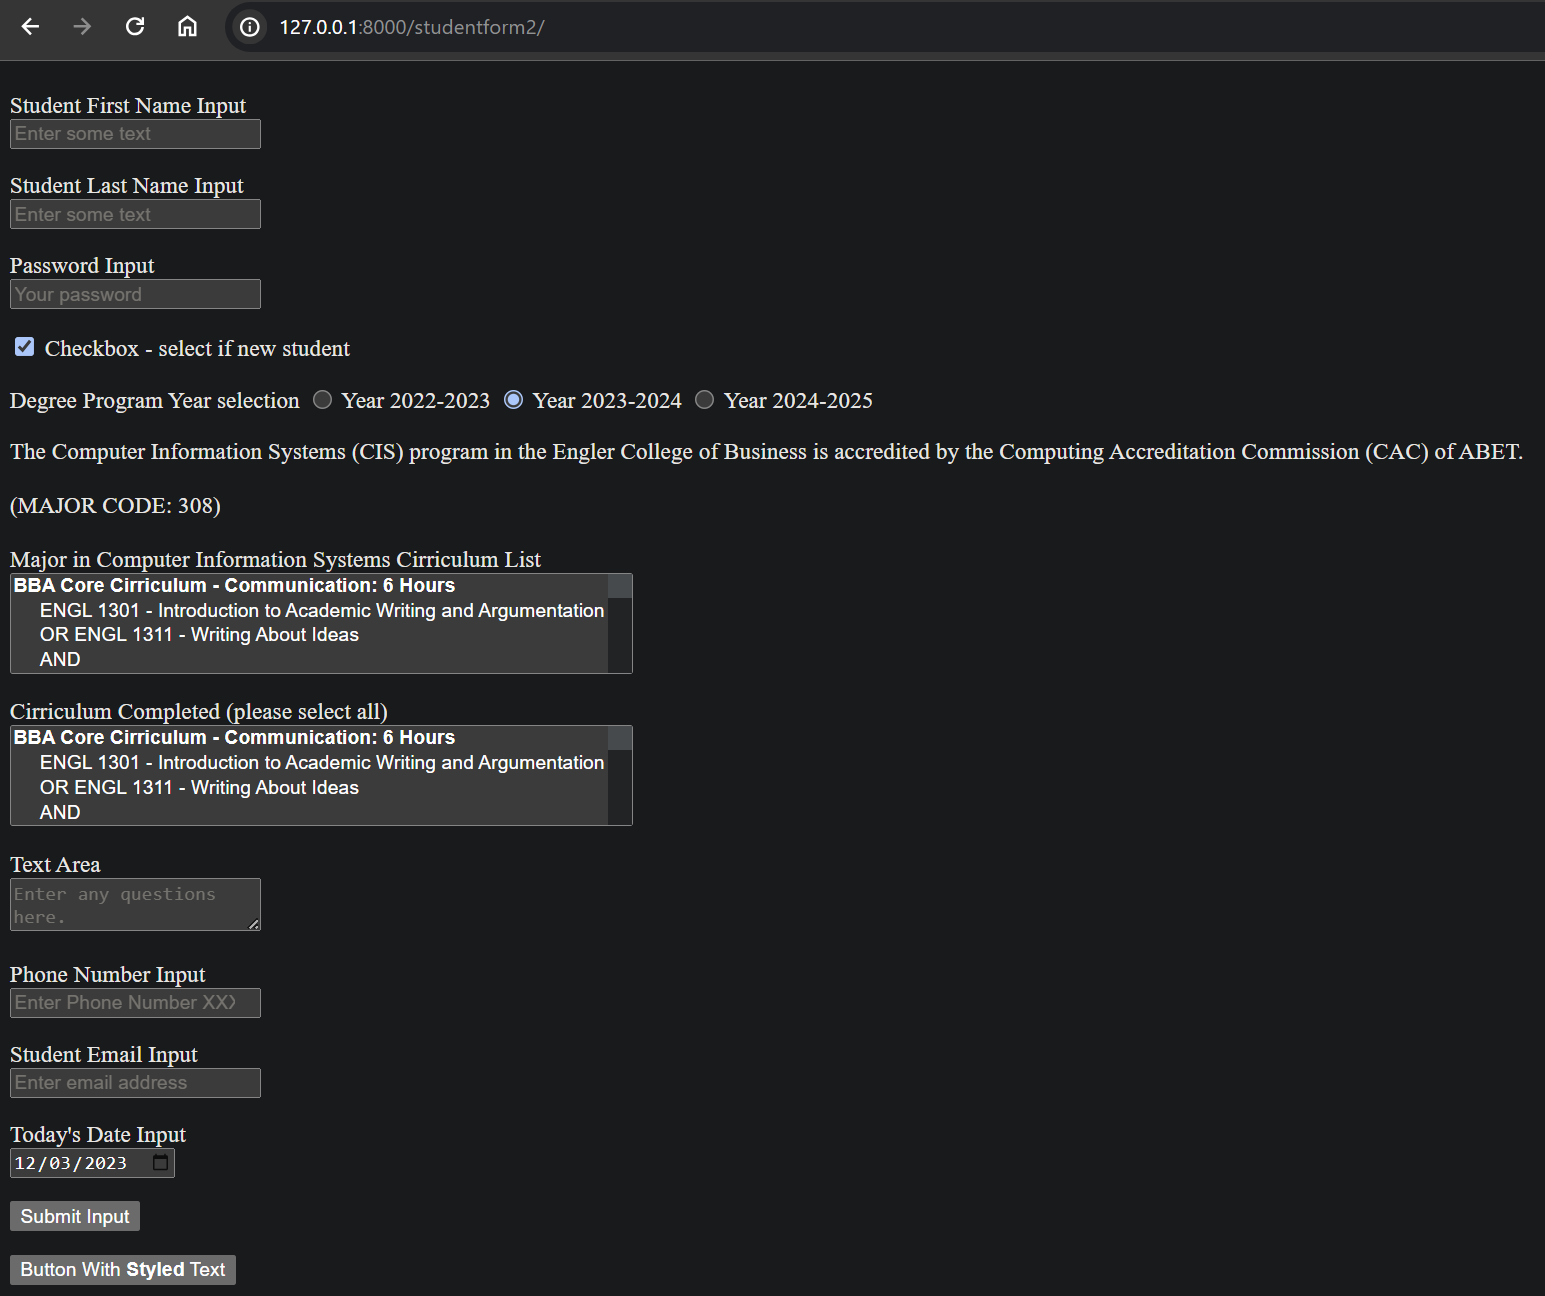 127.0.0.1:8000/studentform2/
Student First Name Input
Enter some text
Student Last Name Input
Enter some text
Password Input
Your password
Checkbox - select if new student
Degree Program Year selection Year 2022-2023 Year 2023-2024 Year 2024-2025
The Computer Information Systems (CIS) program in the Engler College of Business is accredited by the Computing Accreditation Commission (CAC) of ABET.
(MAJOR CODE: 308)
Major in Computer Information Systems Cirriculum List
BBA Core Cirriculum - Communication: 6 Hours
ENGL 1301 - Introduction to Academic Writing and Argumentation
OR ENGL 1311 - Writing About Ideas
AND
Cirriculum Completed (please select all)
BBA Core Cirriculum - Communication: 6 Hours
ENGL 1301 - Introduction to Academic Writing and Argumentation
OR ENGL 1311 - Writing About Ideas
AND
Text Area
Enter any questions
here.
Phone Number Input
Enter Phone Number XXX
Student Email Input
Enter email address
Today's Date Input
12/03/2023
Submit Input
Button With Styled Text